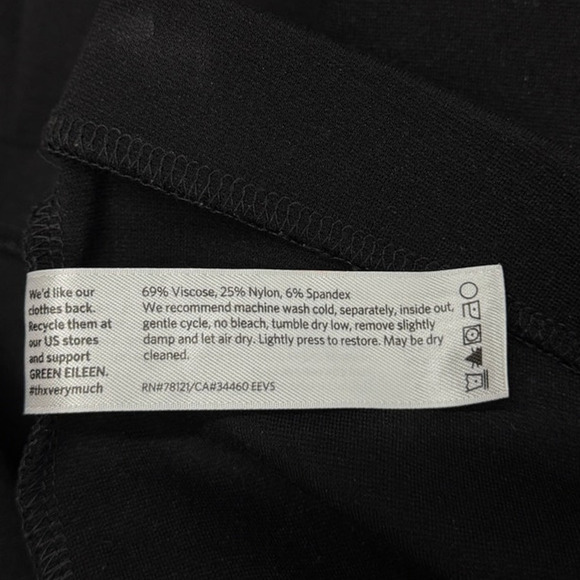 We'd like our
clothes back.
Recycle them at
our US stores
and support
GREEN EILEEN.
#thxverymuch
69% Viscose, 25% Nylon, 6% Spandex
We recommend machine wash cold, separately, inside out,
gentle cycle, no bleach, tumble dry low, remove slightly
damp and let air dry. Lightly press to restore. May be dry
cleaned.
RN#78121/CA#34460 EEVS